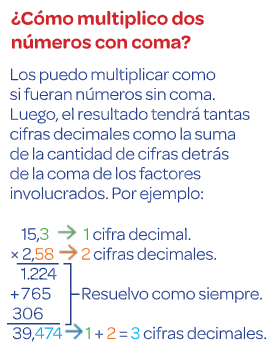 ¿Cómo multiplico dos
números con coma?
Los puedo multiplicar como
si fueran números sin coma.
Luego, el resultado tendrá tantas
cifras decimales como la suma
de la cantidad de cifras detrás
de la coma de los factores
involucrados. Por ejemplo:
15,3 → 1 cifra decimal.
× 2,58 → 2 cifras decimales.
1.224
+ 765 Resuelvo como siempre.
306
39,474 → 1 + 2 = 3 cifras decimales.